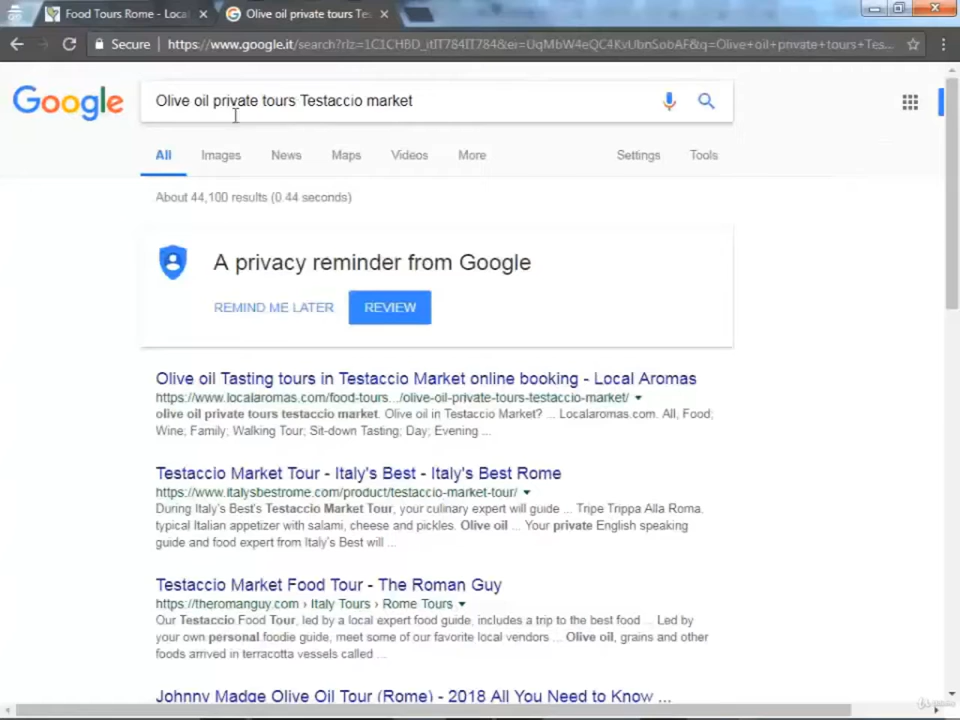 Food Tours Rome - Loca
Olive oil private tours Tes
Secure
https://www.google.it/search?rlz=1C1CHBD_itIT784IT784&ei=UqMbW4eQC4KvUbnSobAF&q=Olive+oil+private+tours+Tes...
Google
Olive oil private tours Testaccio market
All
Images
News
Maps
Videos
More
Settings
Tools
About 44,100 results (0.44 seconds)
A privacy reminder from Google
REMIND ME LATER
REVIEW
Olive oil Tasting tours in Testaccio Market online booking - Local Aromas
https://www.localaromas.com/food-tours.../olive-oil-private-tours-testaccio-market/
olive oil private tours testaccio market. Olive oil in Testaccio Market? ... Localaromas.com. All, Food;
Wine; Family; Walking Tour; Sit-down Tasting; Day; Evening ...
Testaccio Market Tour - Italy's Best - Italy's Best Rome
https://www.italysbestrome.com/product/testaccio-market-tour/
During Italy's Best's Testaccio Market Tour, your culinary expert will guide ... Tripe Trippa Alla Roma.
typical Italian appetizer with salami, cheese and pickles. Olive oil ... Your private English speaking
guide and food expert from Italy's Best will ...
Testaccio Market Food Tour - The Roman Guy
https://theromanguy.com › Italy Tours › Rome Tours
Our Testaccio Food Tour, led by a local expert food guide, includes a trip to the best food ... Led by
your own personal foodie guide, meet some of our favorite local vendors ... Olive oil, grains and other
foods arrived in terracotta vessels called ...
Johnny Madge Olive Oil Tour (Rome) - 2018 All You Need to Know ...